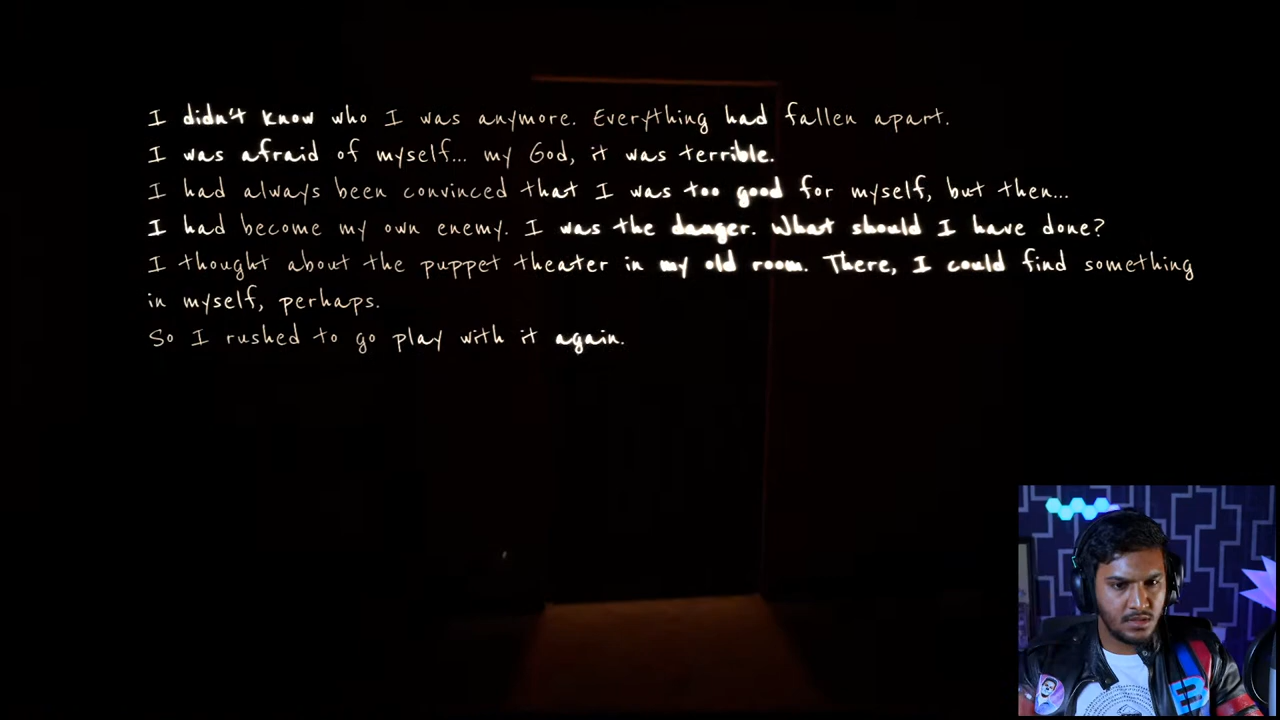 I didn't know who I was anymore. Everything had fallen apart.
I was afraid of myself... my God, it was terrible.
I had always been convinced that I was too good for myself, but then...
I had become my own enemy. I was the danger. What should I have done?
I thought about the puppet theater in my old room. There, I could find something
in myself, perhaps.
So I rushed to go play with it again.